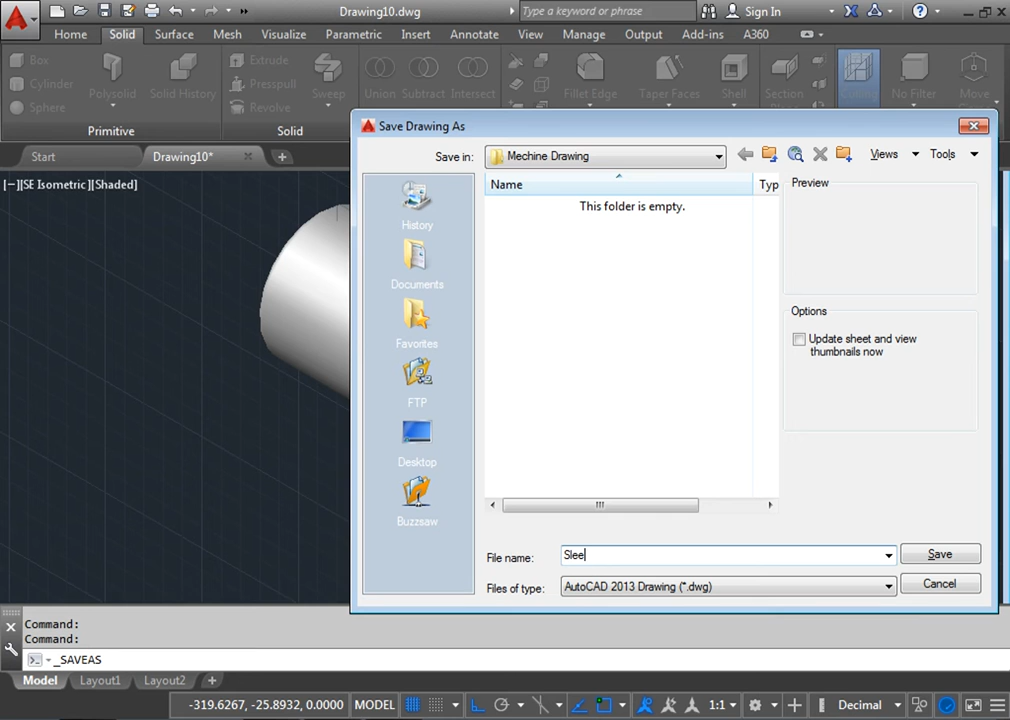 Drawing10.dwg
Type a keyword or phrase
Sign In
Home Solid Surface Mesh Visualize Parametric Insert Annotate View Manage Output Add-ins A360
Box
Cylinder
Sphere
Polysolid
Solid History
Extrude
Presspull
Revolve
Sweep
Union
Subtract
Intersect
Fillet Edge
Taper Faces
Shell
Section
No Filter
Move
Primitive
Solid
Start
Drawing10*
[−][SE Isometric][Shaded]
Save Drawing As
Save in:
Mechine Drawing
Views
Tools
Name
Typ
This folder is empty.
History
Documents
Favorites
FTP
Desktop
Buzzsaw
Preview
Options
Update sheet and view
thumbnails now
File name:
Slee
Save
Files of type:
AutoCAD 2013 Drawing (*.dwg)
Cancel
Command:
Command:
_SAVEAS
Model
Layout1
Layout2
-319.6267, -25.8932, 0.0000
MODEL
1:1
Decimal